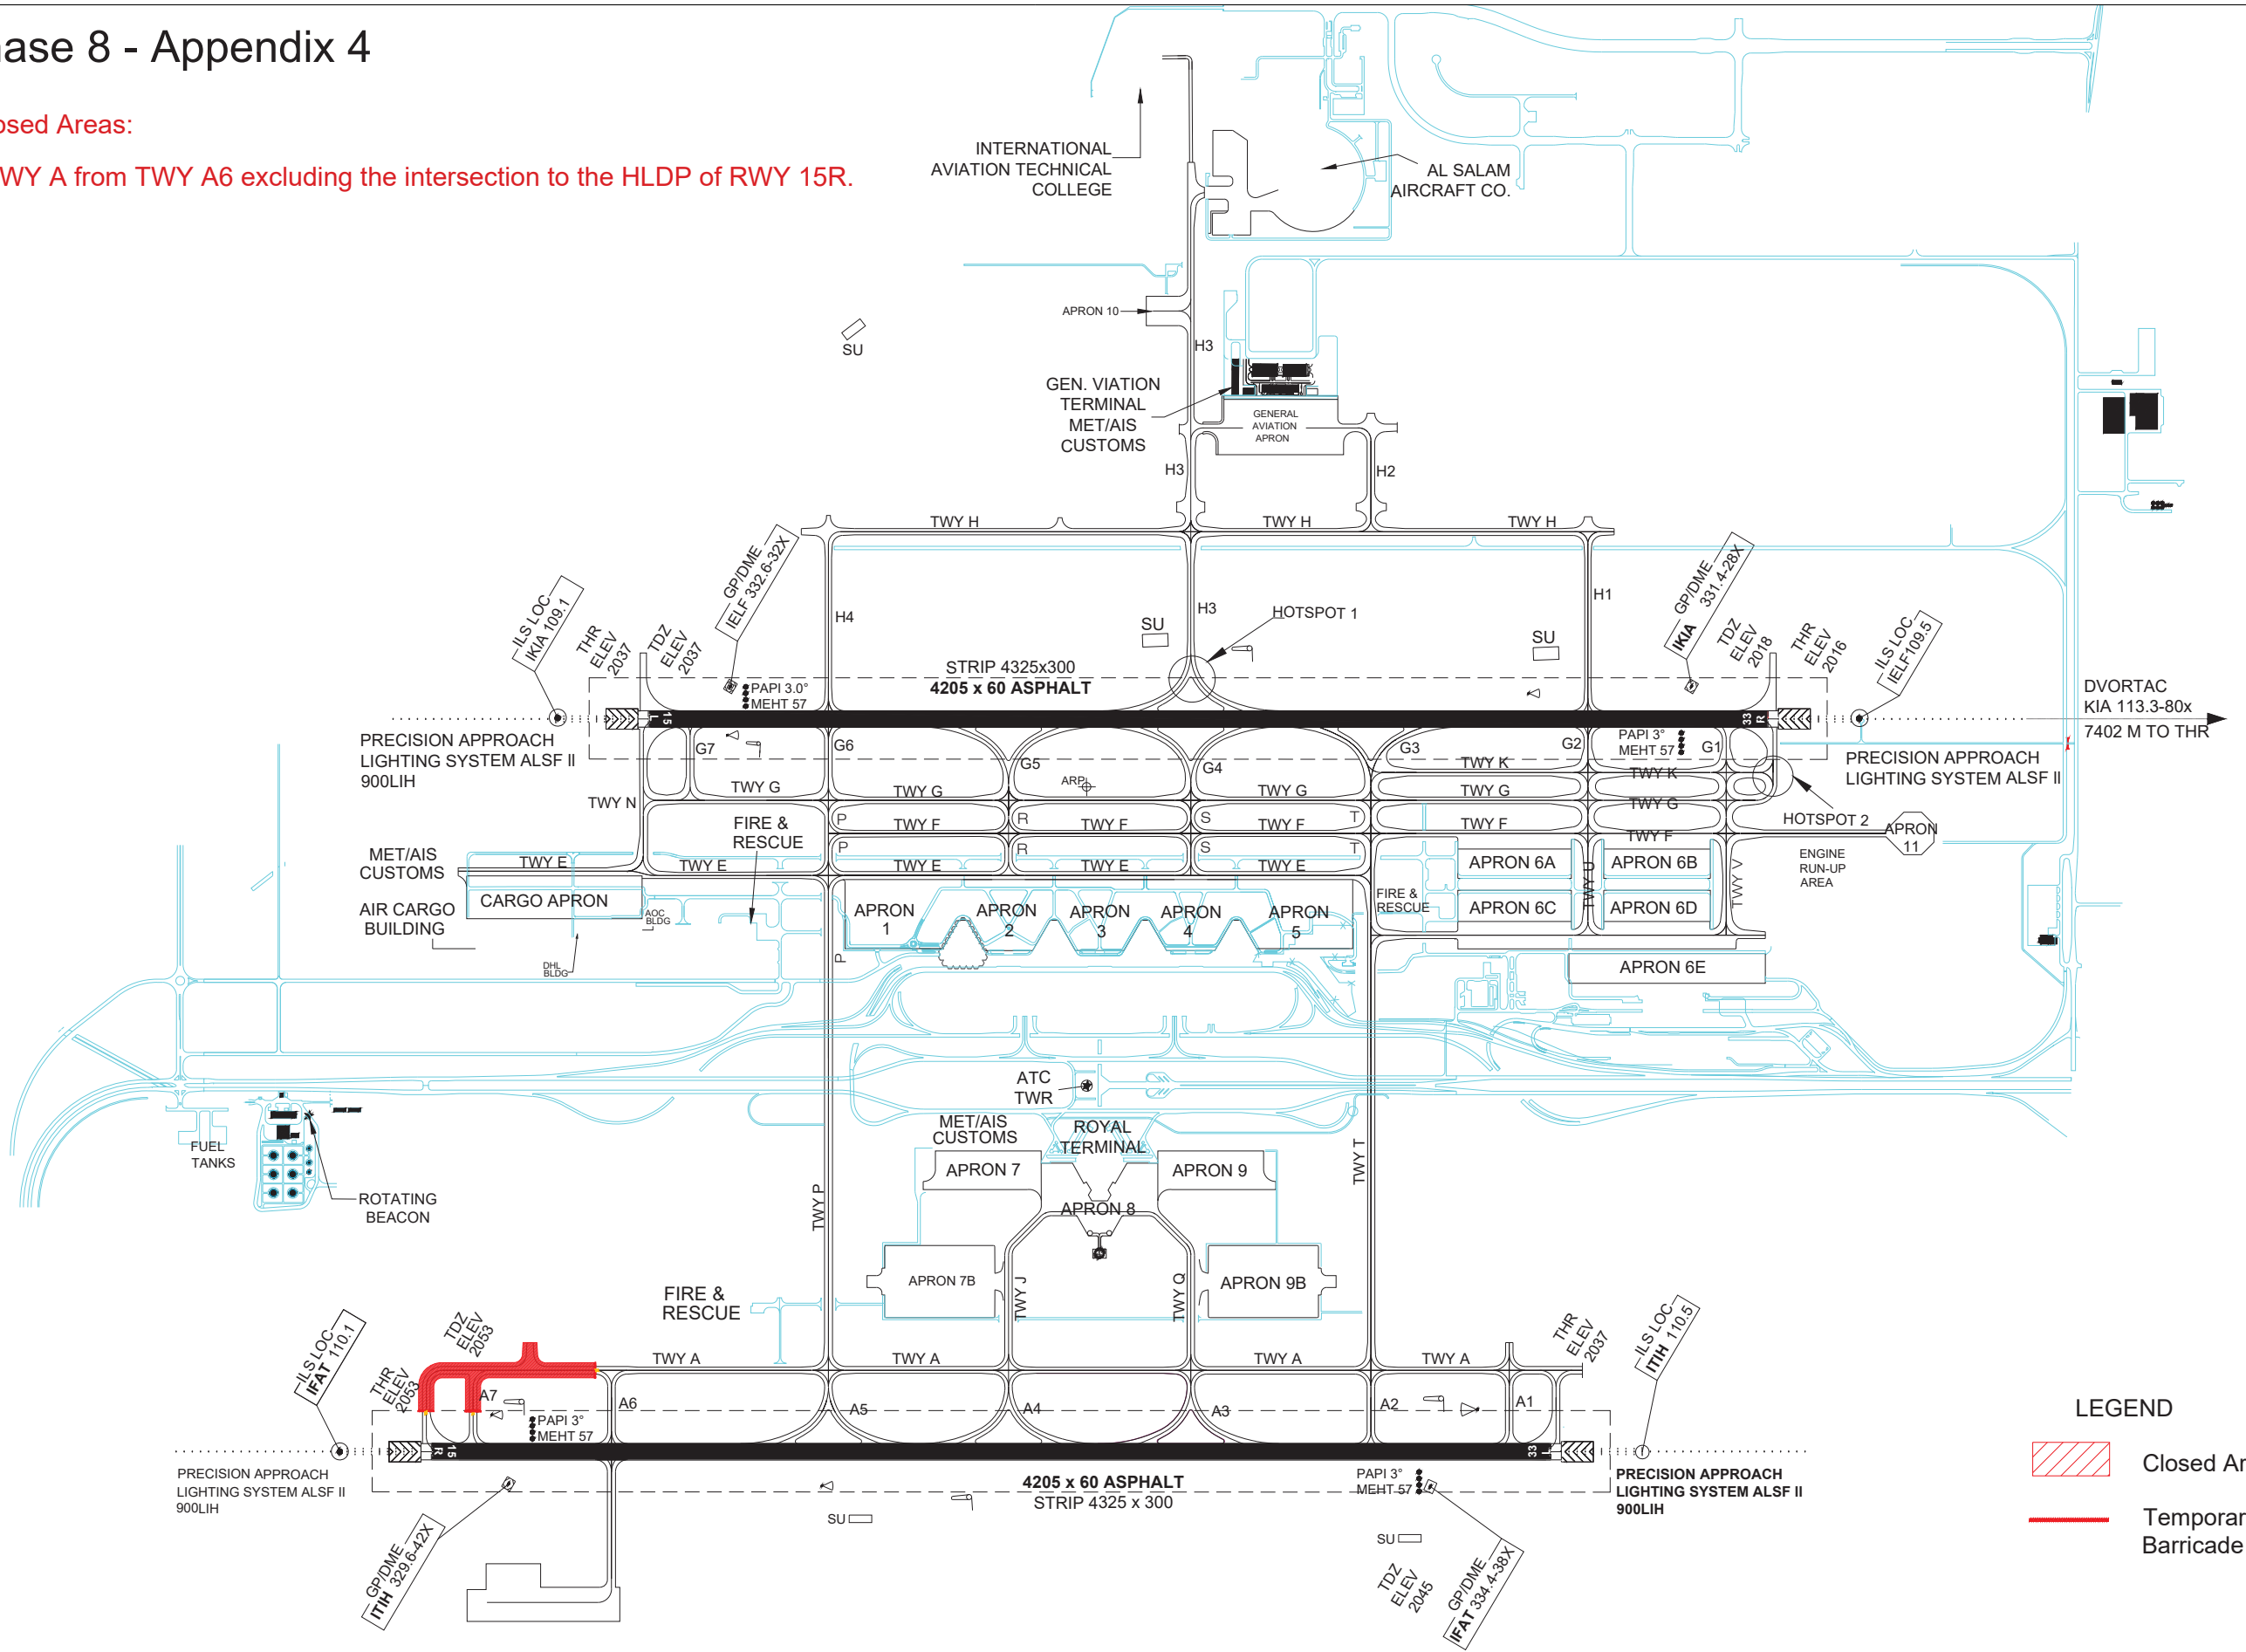 hase 8 - Appendix 4
osed Areas:
WY A from TWY A6 excluding the intersection to the HLDP of RWY 15R.
INTERNATIONAL
AVIATION TECHNICAL
COLLEGE
AL SALAM
AIRCRAFT CO.
APRON 10
SU
H3
GEN. VIATION
TERMINAL
MET/AIS
CUSTOMS
GENERAL
AVIATION
APRON
H3
H2
TWY H
TWY H
TWY H
GP/DME
IELF 332.6-32X
GP/DME
331.4-28X
IKIA
ILS LOC
IKIA 109.1
THR
ELEV
2037
TDZ
ELEV
2037
H4
H3
H1
HOTSPOT 1
SU
SU
TDZ
ELEV
2018
THR
ELEV
2016
ILS LOC
IELF109.5
STRIP 4325x300
4205 x 60 ASPHALT
PAPI 3.0°
MEHT 57
15
L
33
R
DVORTAC
KIA 113.3-80x
7402 M TO THR
PRECISION APPROACH
LIGHTING SYSTEM ALSF II
900LIH
G7
G6
G5
G4
G3
G2
PAPI 3°
MEHT 57
G1
PRECISION APPROACH
LIGHTING SYSTEM ALSF II
TWY K
TWY K
ARP
TWY N
TWY G
TWY G
TWY G
TWY G
TWY G
HOTSPOT 2
FIRE &
RESCUE
P
TWY F
R
TWY F
S
TWY F
T
TWY F
TWY F
APRON
11
MET/AIS
CUSTOMS
TWY E
TWY E
P
TWY E
R
TWY E
S
TWY E
T
APRON 6A
APRON 6B
ENGINE
RUN-UP
AREA
TWY U
TWY V
AIR CARGO
BUILDING
CARGO APRON
AOC
BLDG
DHL
BLDG
APRON
1
APRON
2
APRON
3
APRON
4
APRON
5
FIRE &
RESCUE
APRON 6C
APRON 6D
P
APRON 6E
ATC
TWR
MET/AIS
CUSTOMS
ROYAL
TERMINAL
FUEL
TANKS
ROTATING
BEACON
APRON 7
APRON 9
APRON 8
TWY P
TWY T
APRON 7B
TWY J
TWY Q
APRON 9B
FIRE &
RESCUE
ILS LOC
IFAT 110.1
THR
ELEV
2053
TDZ
ELEV
2053
TWY A
TWY A
TWY A
TWY A
THR
ELEV
2037
ILS LOC
ITIH 110.5
A7
A6
A5
A4
A3
A2
A1
PAPI 3°
MEHT 57
R
15
33
L
PRECISION APPROACH
LIGHTING SYSTEM ALSF II
900LIH
4205 x 60 ASPHALT
STRIP 4325 x 300
PAPI 3°
MEHT 57
PRECISION APPROACH
LIGHTING SYSTEM ALSF II
900LIH
SU
SU
GP/DME
ITIH 329.6-42X
TDZ
ELEV
2045
GP/DME
IFAT 334.4-38X
LEGEND
Closed Ar
Temporar
Barricade